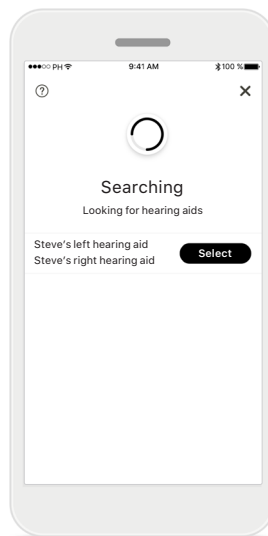 ●●●○○ PH 9:41 AM 100 %
?
Searching
Looking for hearing aids
Steve's left hearing aid
Steve's right hearing aid
Select